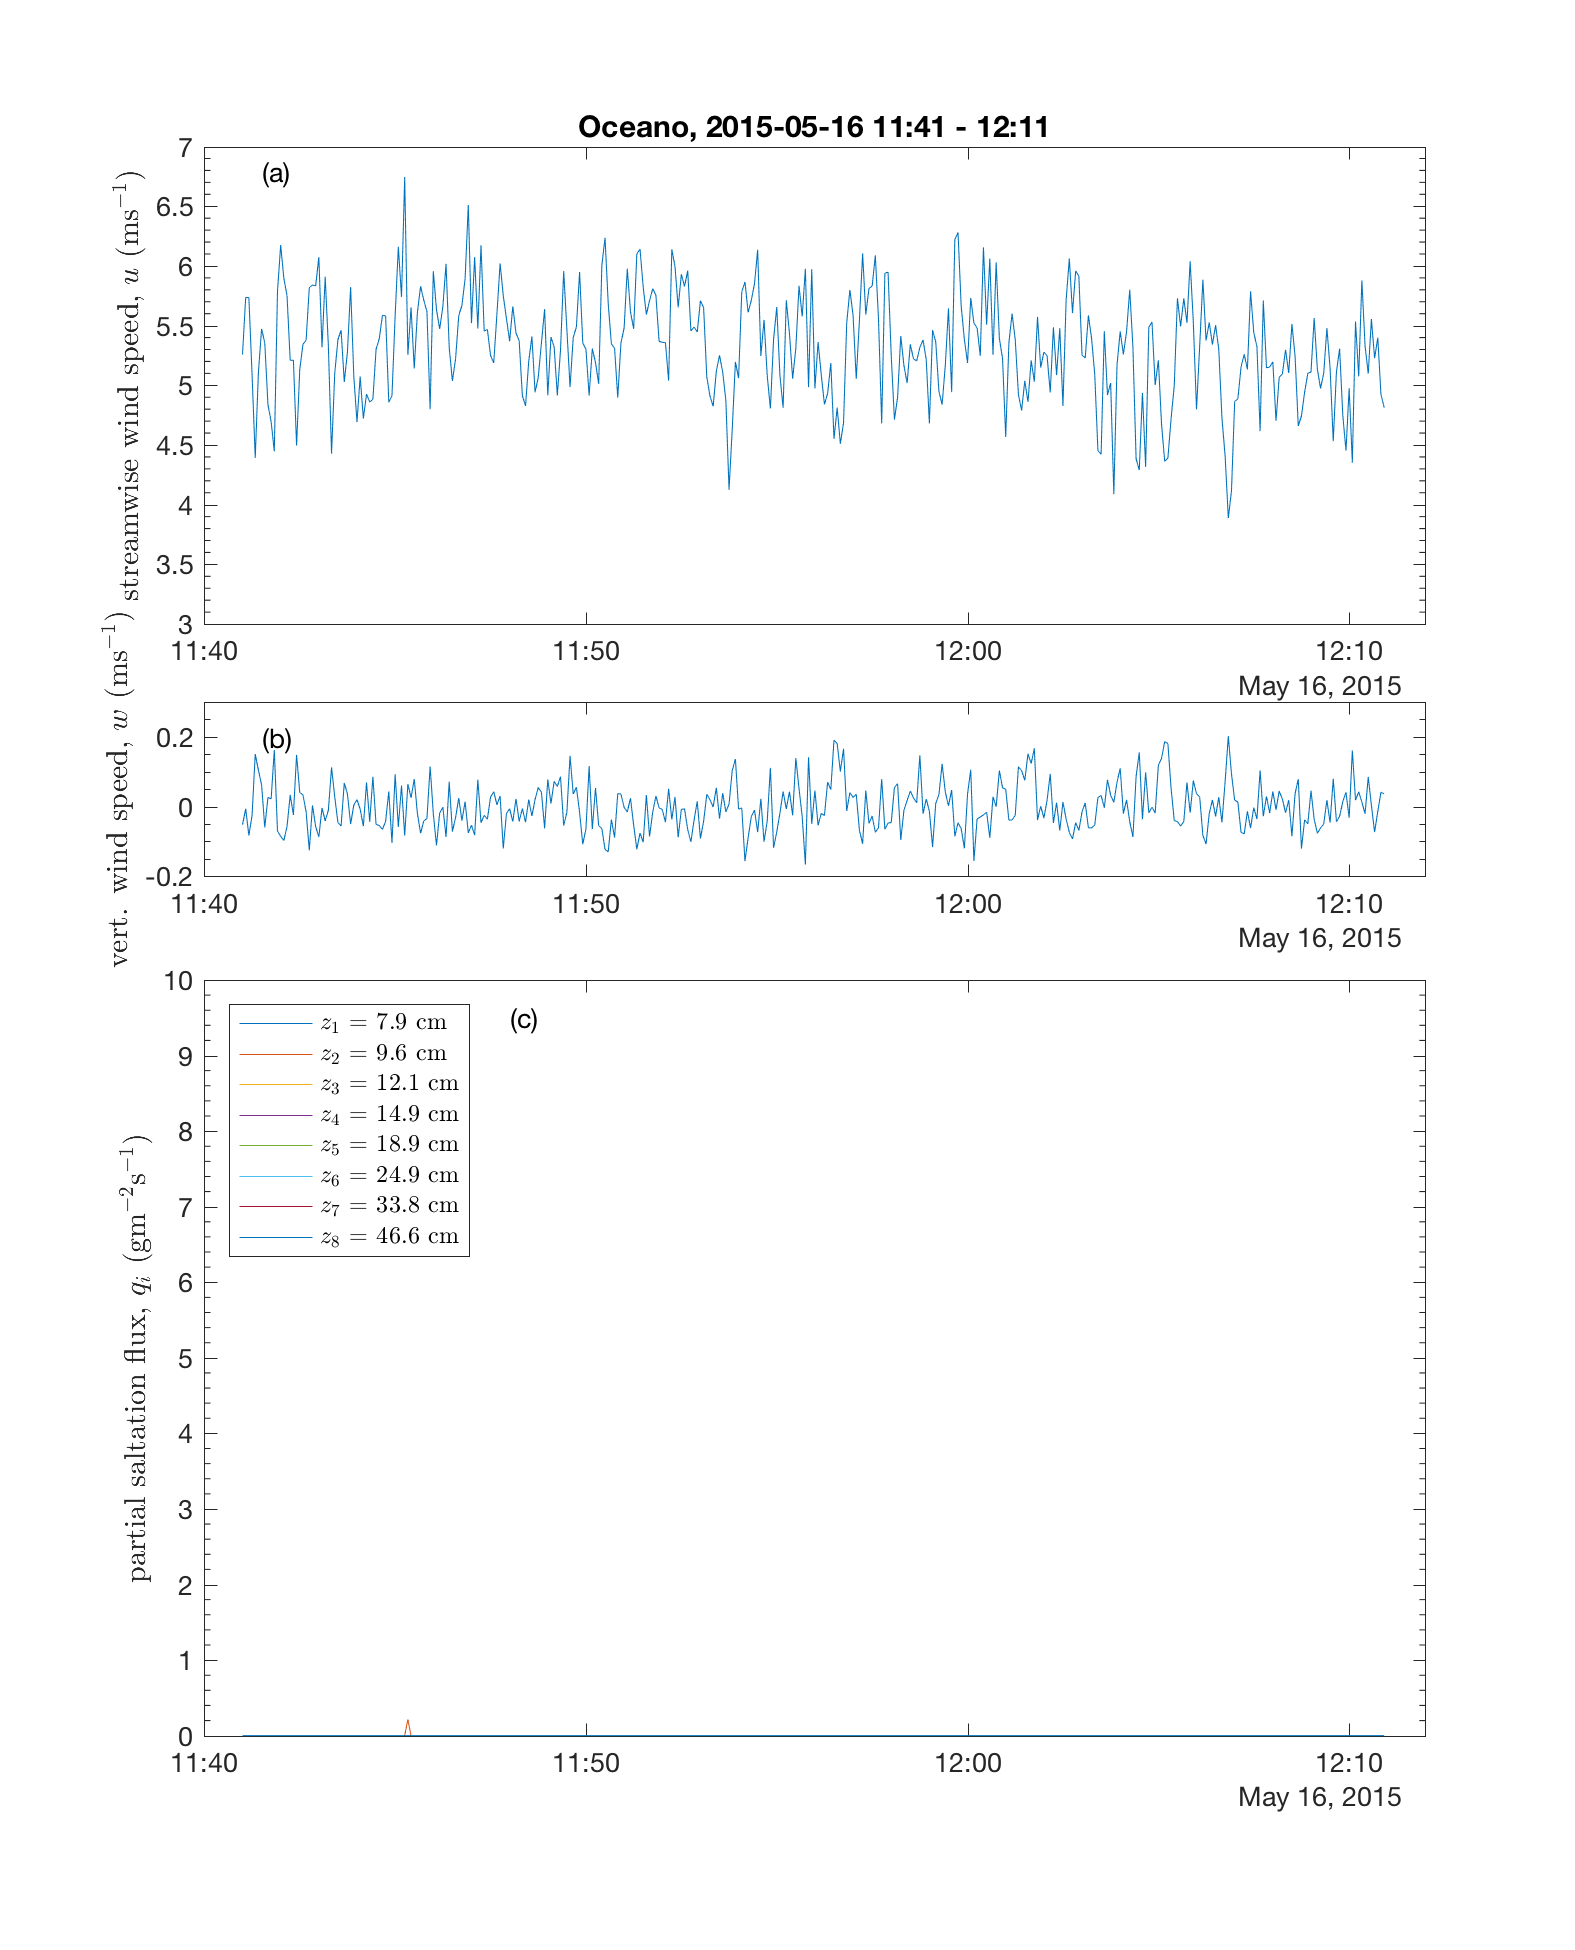 Oceano, 2015-05-16 11:41 - 12:11
(a)
streamwise wind speed, u (ms⁻¹)
7
6.5
6
5.5
5
4.5
4
3.5
3
11:40 11:50 12:00 12:10
May 16, 2015
(b)
vert. wind speed, w (ms⁻¹)
0.2
0
-0.2
11:40 11:50 12:00 12:10
May 16, 2015
(c)
partial saltation flux, qᵢ (gm⁻²s⁻¹)
10
9
8
7
6
5
4
3
2
1
0
z₁ = 7.9 cm
z₂ = 9.6 cm
z₃ = 12.1 cm
z₄ = 14.9 cm
z₅ = 18.9 cm
z₆ = 24.9 cm
z₇ = 33.8 cm
z₈ = 46.6 cm
11:40 11:50 12:00 12:10
May 16, 2015